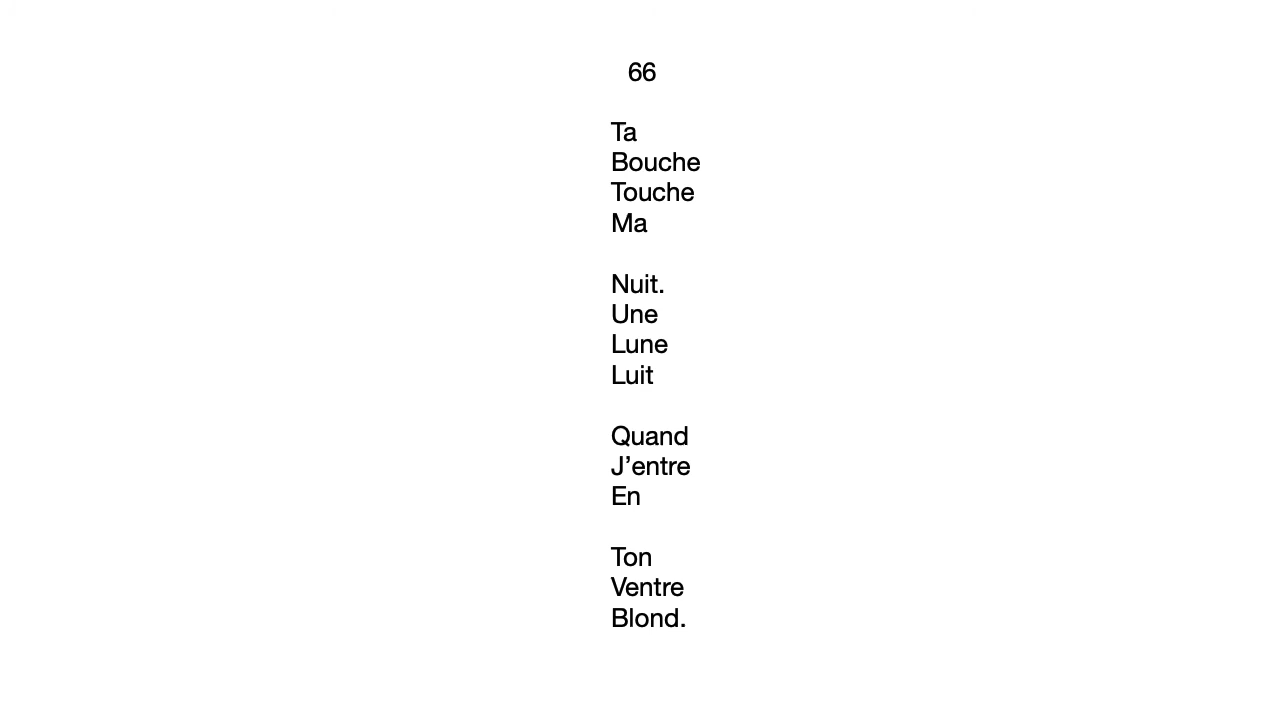 66
Ta
Bouche
Touche
Ma
Nuit.
Une
Lune
Luit
Quand
J’entre
En
Ton
Ventre
Blond.